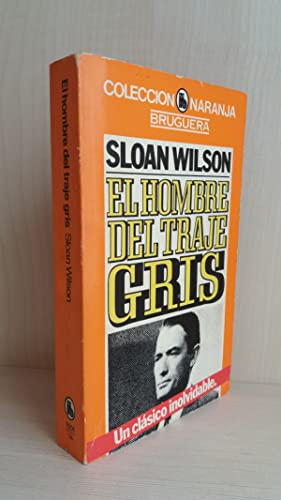 El hombre del traje gris Sloan Wilson
COLECCION NARANJA
BRUGUERA
SLOAN WILSON
EL HOMBRE
DEL TRAJE
GRIS
Un clásico inolvidable.